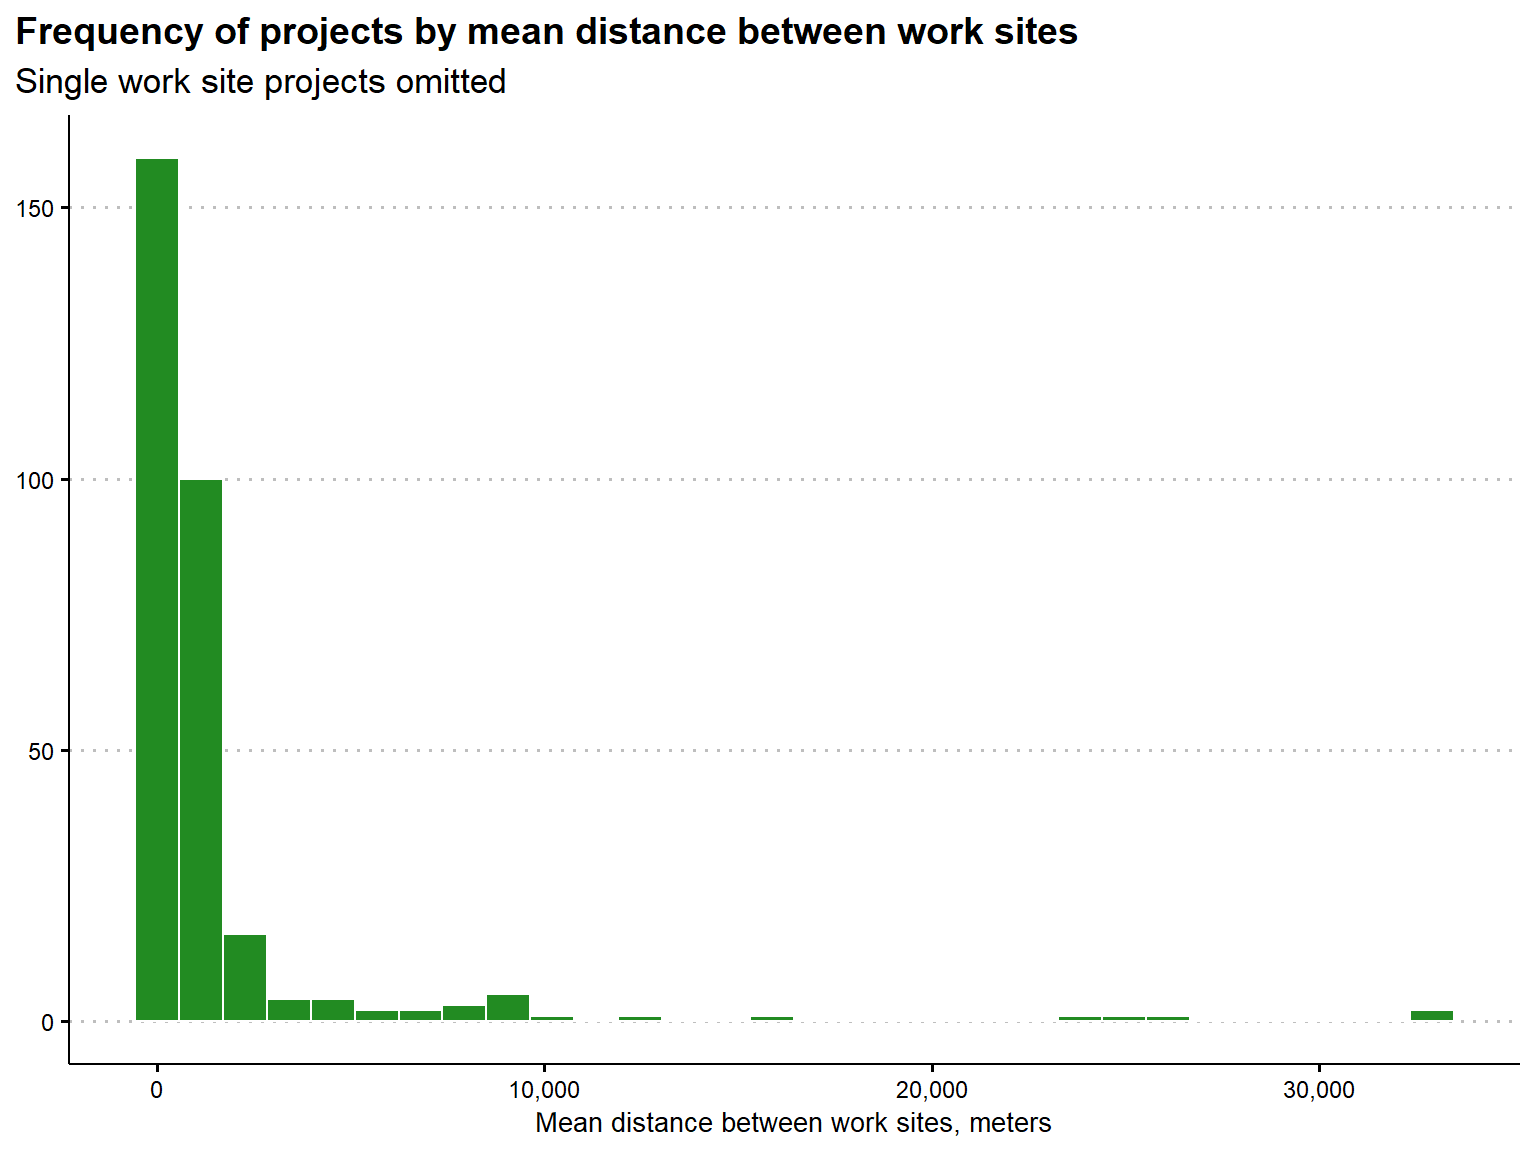 Frequency of projects by mean distance between work sites
Single work site projects omitted
150
100
50
0
0 10,000 20,000 30,000
Mean distance between work sites, meters